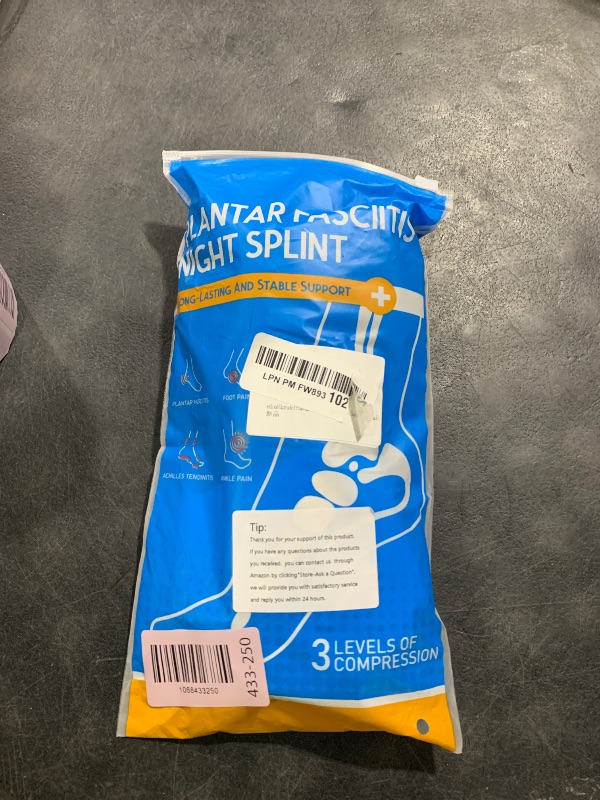 PLANTAR FASCIITIS
NIGHT SPLINT
LONG-LASTING AND STABLE SUPPORT
LPN PM FW893 102
PLANTAR
FOOT PAIN
ACHILLES TENDINITIS
ANKLE PAIN
Tip:
Thank you for your support of this product.
If you have any questions about the products
you received, you can contact us through
Amazon by clicking"Store-Ask a Question",
we will provide you with satisfactory service
and reply you within 24 hours.
3 LEVELS OF
COMPRESSION
1068433250
433-250